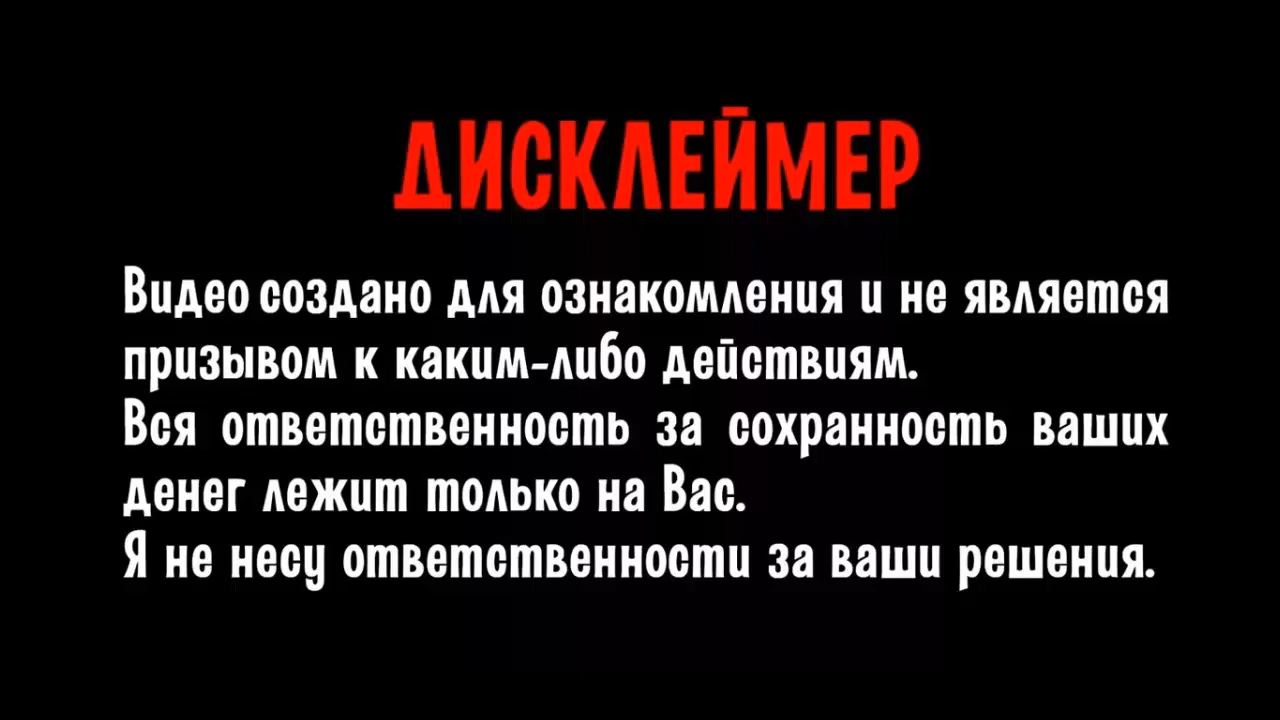 ДИСКЛЕЙМЕР
Видео создано для ознакомления и не является
призывом к каким-либо действиям.
Вся ответственность за сохранность ваших
денег лежит только на Вас.
Я не несу ответственности за ваши решения.